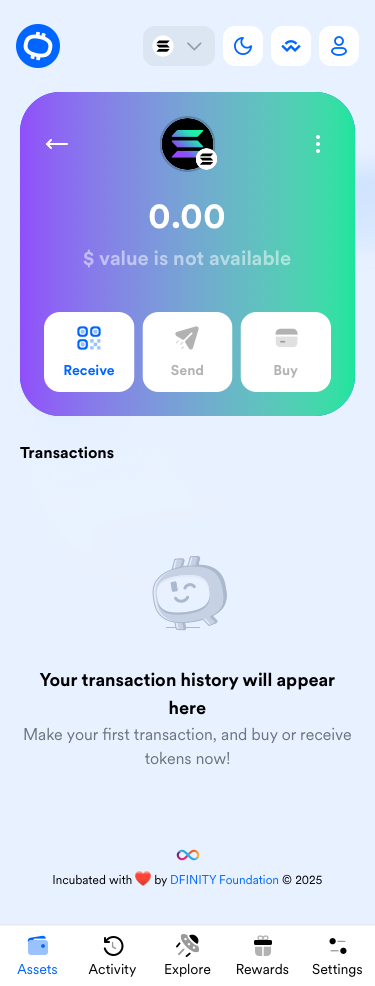 0.00
$ value is not available
Receive
Send
Buy
Transactions
Your transaction history will appear
here
Make your first transaction, and buy or receive
tokens now!
Incubated with ❤️ by DFINITY Foundation © 2025
Assets
Activity
Explore
Rewards
Settings